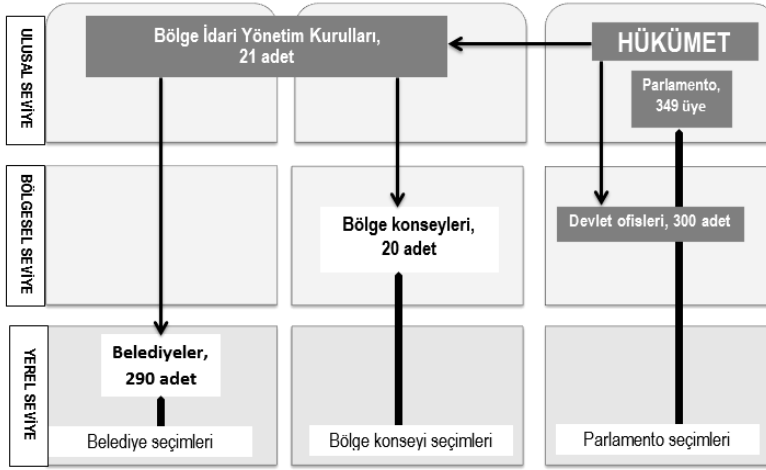 ULUSAL SEVİYE
Bölge İdari Yönetim Kurulları,
21 adet
HÜKÜMET
Parlamento,
349 üye
BÖLGESEL SEVİYE
Bölge konseyleri,
20 adet
Devlet ofisleri, 300 adet
YEREL SEVİYE
Belediyeler,
290 adet
Belediye seçimleri
Bölge konseyi seçimleri
Parlamento seçimleri